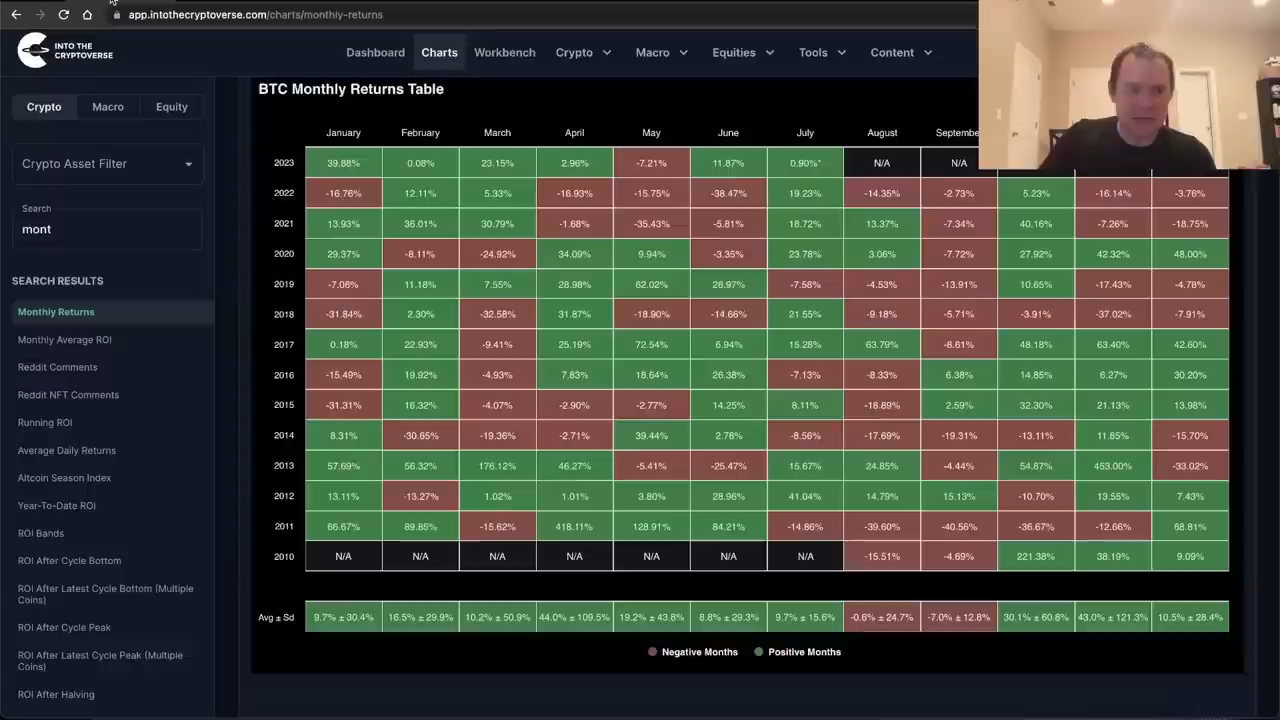 app.intothecryptoverse.com/charts/monthly-returns
INTO THE
CRYPTOVERSE
Dashboard Charts Workbench Crypto Macro Equities Tools Content
Crypto Macro Equity
Crypto Asset Filter
Search
mont
SEARCH RESULTS
Monthly Returns
Monthly Average ROI
Reddit Comments
Reddit NFT Comments
Running ROI
Average Daily Returns
Altcoin Season Index
Year-To-Date ROI
ROI Bands
ROI After Cycle Bottom
ROI After Latest Cycle Bottom (Multiple
Coins)
ROI After Cycle Peak
ROI After Latest Cycle Peak (Multiple
Coins)
ROI After Halving
BTC Monthly Returns Table
January February March April May June July August Septembe
2023 39.88% 0.08% 23.15% 2.96% -7.21% 11.87% 0.90%* N/A N/A
2022 -16.76% 12.11% 5.33% -16.93% -15.75% -38.47% 19.23% -14.35% -2.73% 5.23% -16.14% -3.76%
2021 13.93% 36.01% 30.79% -1.68% -35.43% -5.81% 18.72% 13.37% -7.34% 40.16% -7.26% -18.75%
2020 29.37% -8.11% -24.92% 34.09% 9.94% -3.35% 23.78% 3.06% -7.72% 27.92% 42.32% 48.00%
2019 -7.06% 11.18% 7.55% 28.98% 62.02% 26.97% -7.58% -4.53% -13.91% 10.65% -17.43% -4.78%
2018 -31.84% 2.30% -32.58% 31.87% -18.90% -14.66% 21.55% -9.18% -5.71% -3.91% -37.02% -7.91%
2017 0.18% 22.93% -9.41% 25.19% 72.54% 6.94% 15.28% 63.79% -8.61% 48.18% 63.40% 42.60%
2016 -15.49% 19.92% -4.93% 7.83% 18.64% 26.38% -7.13% -8.33% 6.38% 14.85% 6.27% 30.20%
2015 -31.31% 16.32% -4.07% -2.90% -2.77% 14.25% 8.11% -18.89% 2.59% 32.30% 21.13% 13.98%
2014 8.31% -30.65% -19.36% -2.71% 39.44% 2.78% -8.56% -17.69% -19.31% -13.11% 11.85% -15.70%
2013 57.69% 56.32% 176.12% 46.27% -5.41% -25.47% 15.67% 24.85% -4.44% 54.87% 453.00% -33.02%
2012 13.11% -13.27% 1.02% 1.01% 3.80% 28.96% 41.04% 14.79% 15.13% -10.70% 13.55% 7.43%
2011 66.67% 89.85% -15.62% 418.11% 128.91% 84.21% -14.86% -39.60% -40.56% -36.67% -12.66% 68.81%
2010 N/A N/A N/A N/A N/A N/A N/A -15.51% -4.69% 221.38% 38.19% 9.09%
Avg ± Sd 9.7% ± 30.4% 16.5% ± 29.9% 10.2% ± 50.9% 44.0% ± 109.5% 19.2% ± 43.8% 8.8% ± 29.3% 9.7% ± 15.6% -0.6% ± 24.7% -7.0% ± 12.8% 30.1% ± 60.8% 43.0% ± 121.3% 10.5% ± 28.4%
Negative Months Positive Months